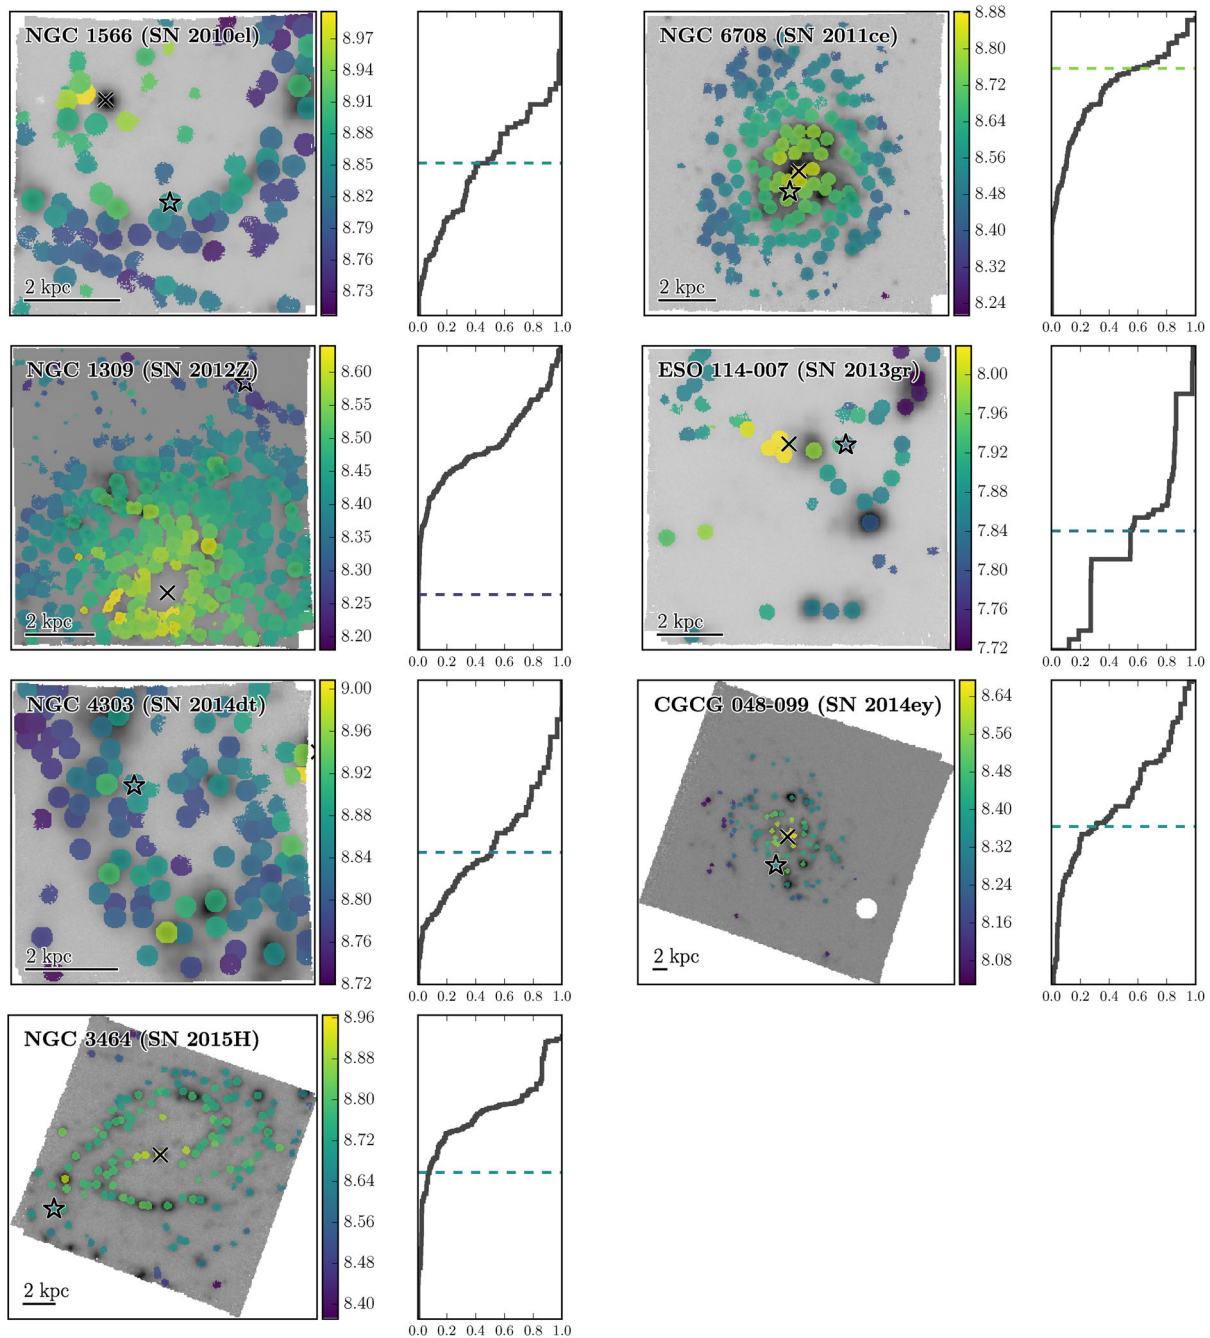 NGC 1566 (SN 2010el)
2 kpc
8.97
8.94
8.91
8.88
8.85
8.82
8.79
8.76
8.73
0.0 0.2 0.4 0.6 0.8 1.0
NGC 6708 (SN 2011ce)
2 kpc
8.88
8.80
8.72
8.64
8.56
8.48
8.40
8.32
8.24
0.0 0.2 0.4 0.6 0.8 1.0
NGC 1309 (SN 2012Z)
2 kpc
8.60
8.55
8.50
8.45
8.40
8.35
8.30
8.25
8.20
0.0 0.2 0.4 0.6 0.8 1.0
ESO 114-007 (SN 2013gr)
2 kpc
8.00
7.96
7.92
7.88
7.84
7.80
7.76
7.72
0.0 0.2 0.4 0.6 0.8 1.0
NGC 4303 (SN 2014dt)
2 kpc
9.00
8.96
8.92
8.88
8.84
8.80
8.76
8.72
0.0 0.2 0.4 0.6 0.8 1.0
CGCG 048-099 (SN 2014ey)
2 kpc
8.64
8.56
8.48
8.40
8.32
8.24
8.16
8.08
0.0 0.2 0.4 0.6 0.8 1.0
NGC 3464 (SN 2015H)
2 kpc
8.96
8.88
8.80
8.72
8.64
8.56
8.48
8.40
0.0 0.2 0.4 0.6 0.8 1.0